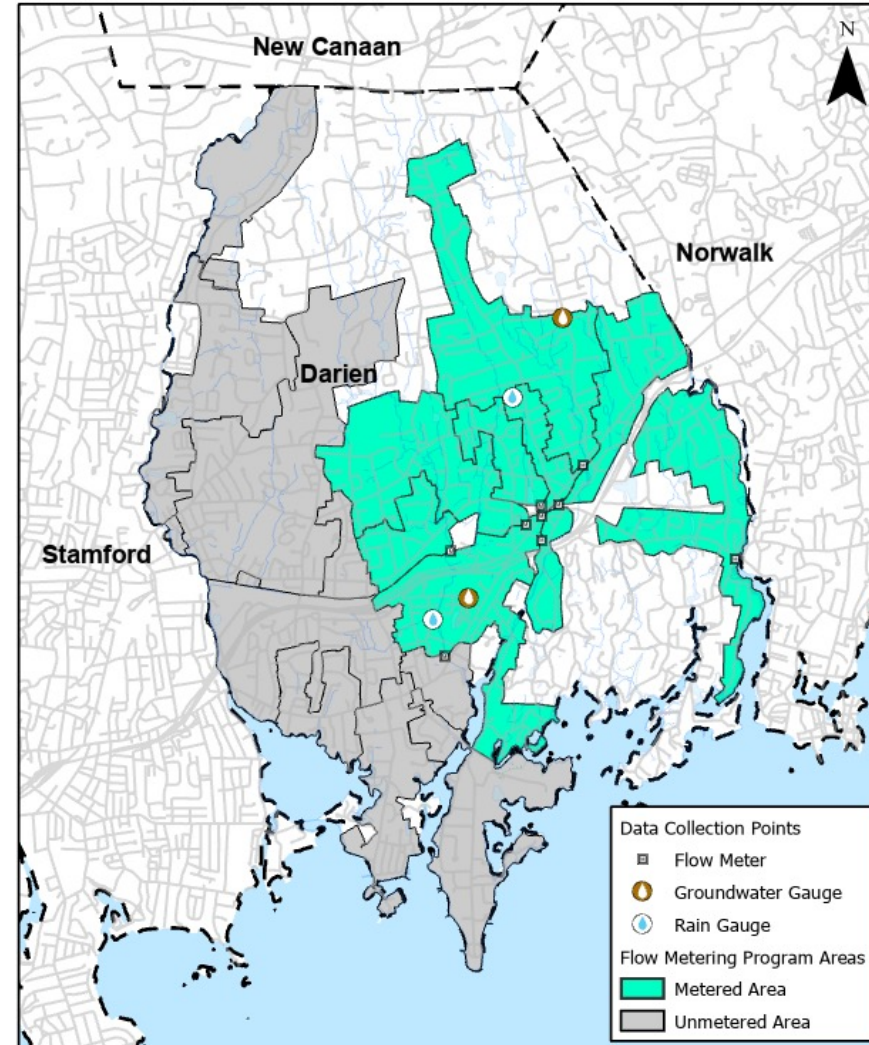 New Canaan
N
Norwalk
Darien
Stamford
Data Collection Points
Flow Meter
Groundwater Gauge
Rain Gauge
Flow Metering Program Areas
Metered Area
Unmetered Area